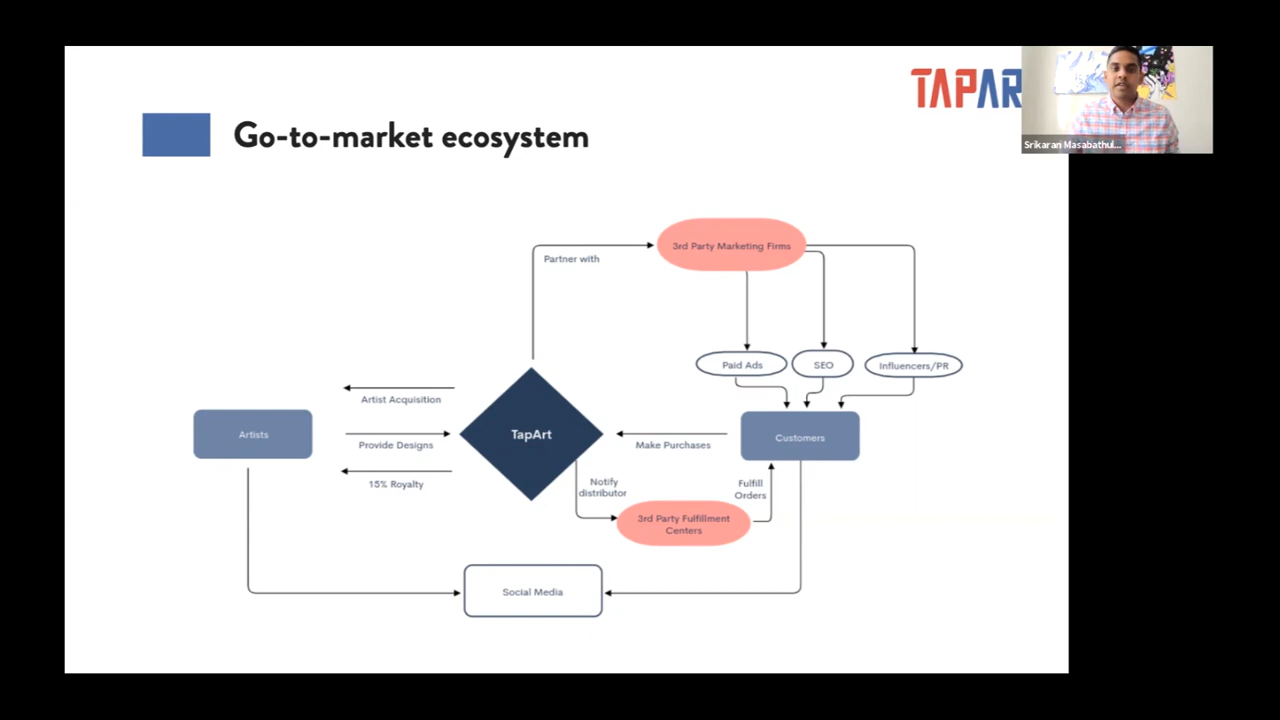 TAPAR
Srikaran Masabathul...
Go-to-market ecosystem
3rd Party Marketing Firms
Partner with
Paid Ads
SEO
Influencers/PR
Artist Acquisition
Artists
Provide Designs
TapArt
Make Purchases
Customers
15% Royalty
Notify
distributor
Fulfill
Orders
3rd Party Fulfillment
Centers
Social Media